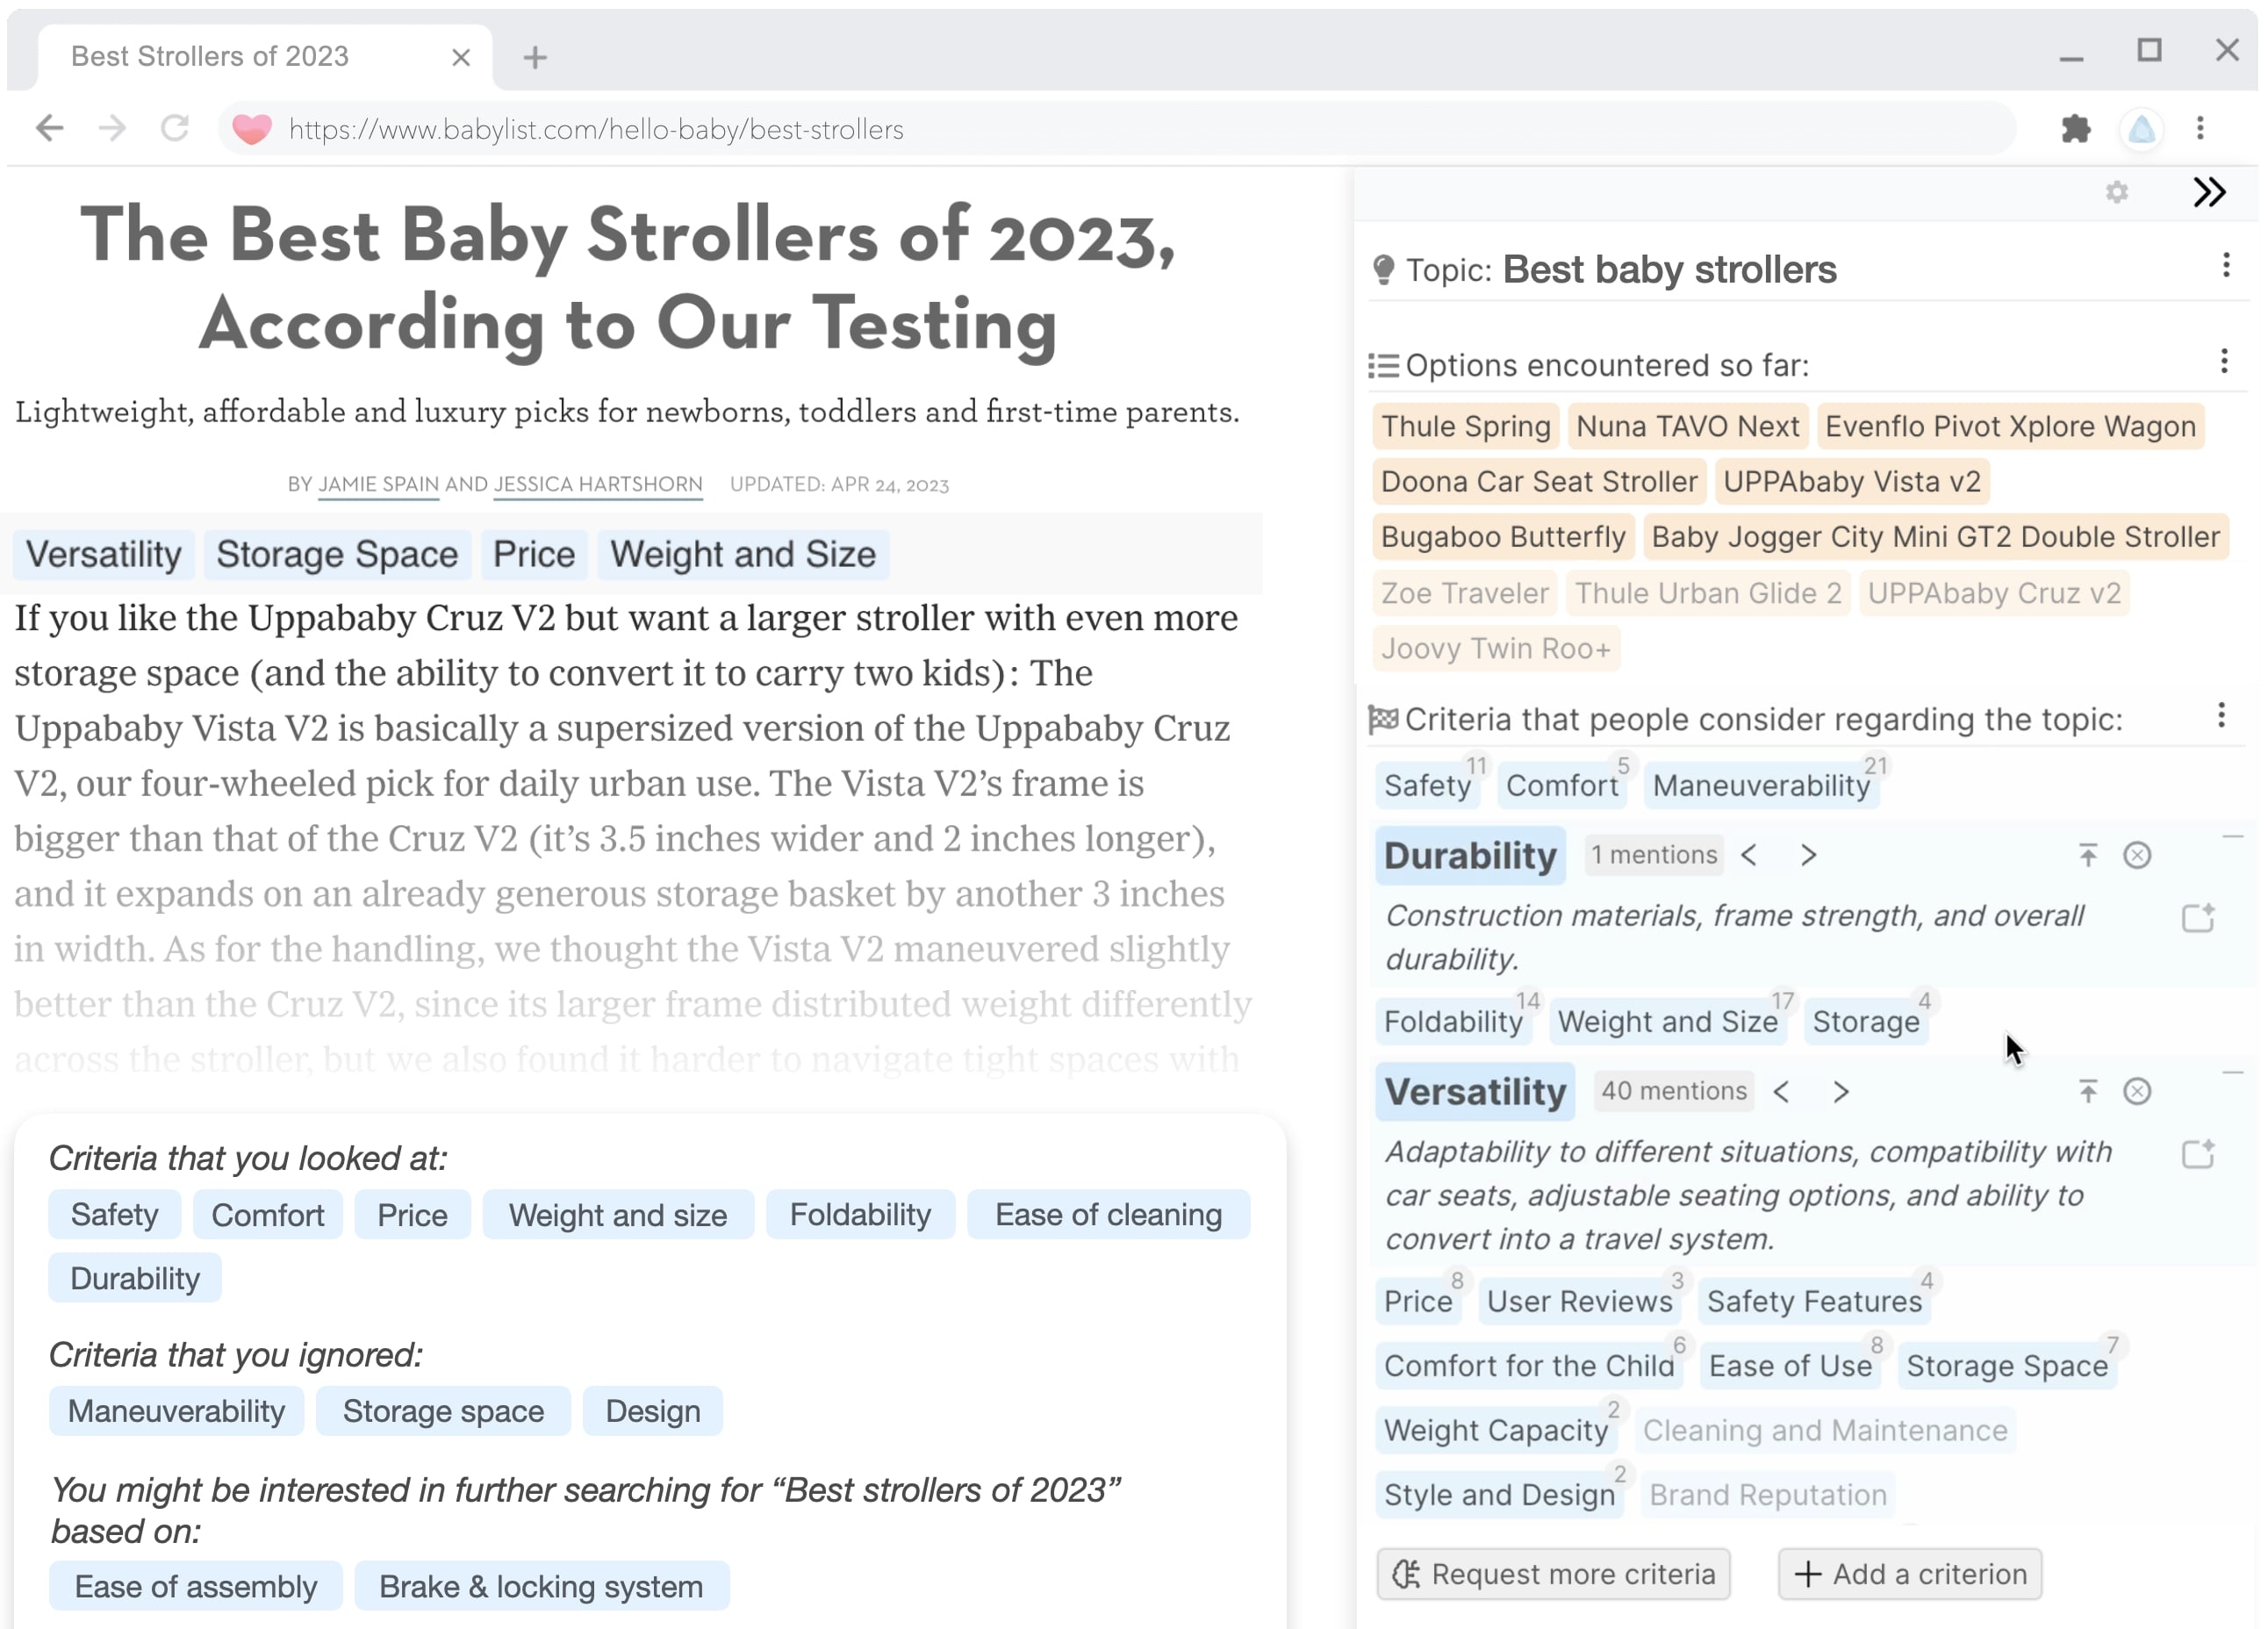 Best Strollers of 2023
https://www.babylist.com/hello-baby/best-strollers
The Best Baby Strollers of 2023,
According to Our Testing
Lightweight, affordable and luxury picks for newborns, toddlers and first-time parents.
BY JAMIE SPAIN AND JESSICA HARTSHORN UPDATED: APR 24, 2023
Versatility Storage Space Price Weight and Size
If you like the Uppababy Cruz V2 but want a larger stroller with even more
storage space (and the ability to convert it to carry two kids): The
Uppababy Vista V2 is basically a supersized version of the Uppababy Cruz
V2, our four-wheeled pick for daily urban use. The Vista V2’s frame is
bigger than that of the Cruz V2 (it’s 3.5 inches wider and 2 inches longer),
and it expands on an already generous storage basket by another 3 inches
in width. As for the handling, we thought the Vista V2 maneuvered slightly
better than the Cruz V2, since its larger frame distributed weight differently
across the stroller, but we also found it harder to navigate tight spaces with
Criteria that you looked at:
Safety Comfort Price Weight and size Foldability Ease of cleaning
Durability
Criteria that you ignored:
Maneuverability Storage space Design
You might be interested in further searching for “Best strollers of 2023”
based on:
Ease of assembly Brake & locking system
Topic: Best baby strollers
Options encountered so far:
Thule Spring Nuna TAVO Next Evenflo Pivot Xplore Wagon
Doona Car Seat Stroller UPPAbaby Vista v2
Bugaboo Butterfly Baby Jogger City Mini GT2 Double Stroller
Zoe Traveler Thule Urban Glide 2 UPPAbaby Cruz v2
Joovy Twin Roo+
Criteria that people consider regarding the topic:
Safety 11 Comfort 5 Maneuverability 21
Durability 1 mentions < >
Construction materials, frame strength, and overall
durability.
Foldability 14 Weight and Size 17 Storage 4
Versatility 40 mentions < >
Adaptability to different situations, compatibility with
car seats, adjustable seating options, and ability to
convert into a travel system.
Price 8 User Reviews 3 Safety Features 4
Comfort for the Child 6 Ease of Use 8 Storage Space 7
Weight Capacity 2 Cleaning and Maintenance
Style and Design 2 Brand Reputation
Request more criteria + Add a criterion